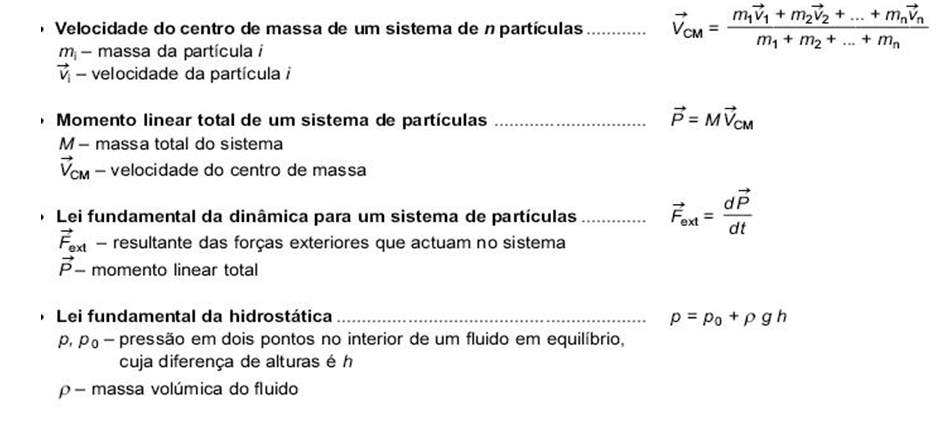 • Velocidade do centro de massa de um sistema de n partículas ............ V⃗CM = (m₁v⃗₁ + m₂v⃗₂ + ... + mₙv⃗ₙ) / (m₁ + m₂ + ... + mₙ)
mᵢ – massa da partícula i
v⃗ᵢ – velocidade da partícula i
• Momento linear total de um sistema de partículas ............................. P⃗ = M V⃗CM
M – massa total do sistema
V⃗CM – velocidade do centro de massa
• Lei fundamental da dinâmica para um sistema de partículas ............ F⃗ext = dP⃗ / dt
F⃗ext – resultante das forças exteriores que actuam no sistema
P⃗ – momento linear total
• Lei fundamental da hidrostática ........................................................... p = p₀ + ρ g h
p, p₀ – pressão em dois pontos no interior de um fluido em equilíbrio,
cuja diferença de alturas é h
ρ – massa volúmica do fluido